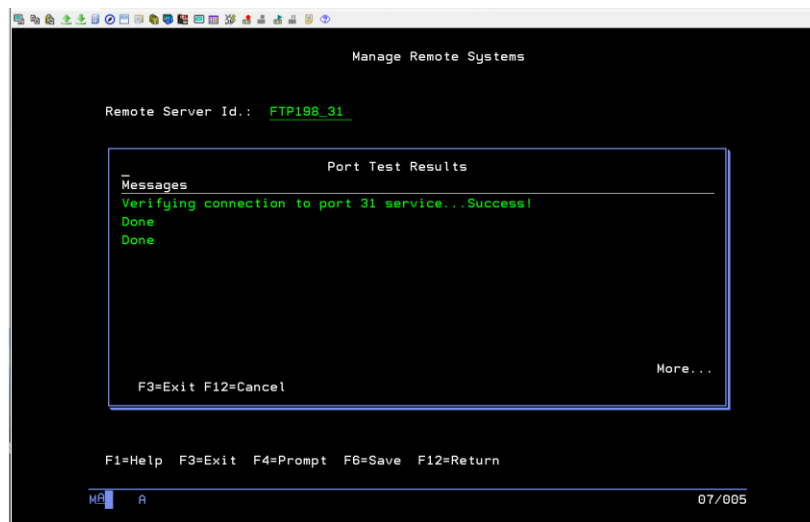 Manage Remote Systems
Remote Server Id.: FTP198_31
Port Test Results
Messages
Verifying connection to port 31 service...Success!
Done
Done
More...
F3=Exit F12=Cancel
F1=Help F3=Exit F4=Prompt F6=Save F12=Return
MA A 07/005